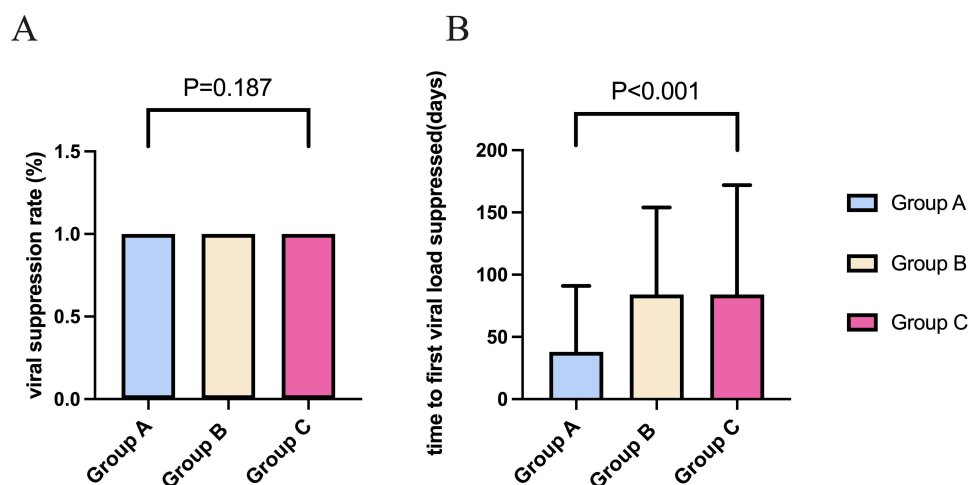 A
P=0.187
viral suppression rate (%)
1.5
1.0
0.5
0.0
Group A
Group B
Group C
B
P<0.001
time to first viral load suppressed(days)
200
150
100
50
0
Group A
Group B
Group C
Group A
Group B
Group C